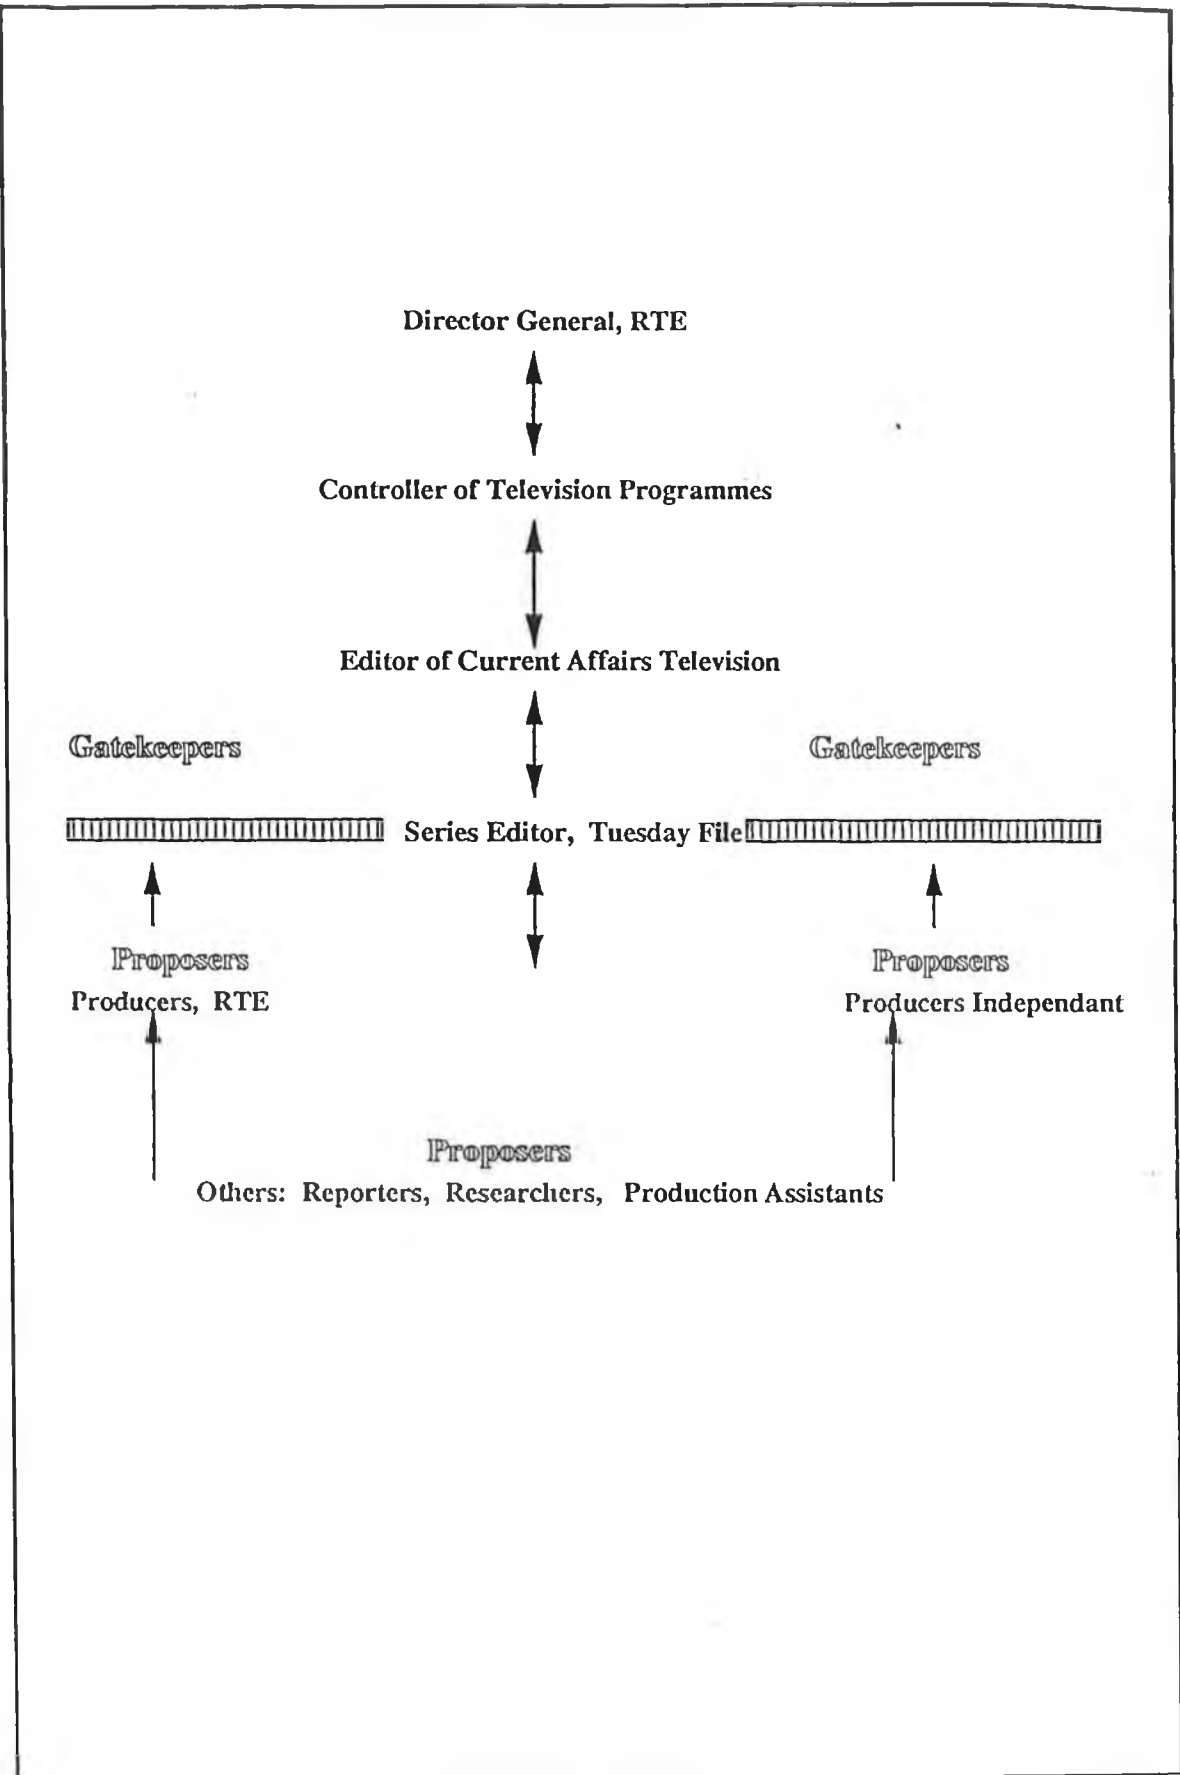 Director General, RTE
Controller of Television Programmes
Editor of Current Affairs Television
Gatekeepers
Gatekeepers
Series Editor, Tuesday File
Proposers
Proposers
Producers, RTE
Producers Independant
Proposers
Others: Reporters, Researchers, Production Assistants